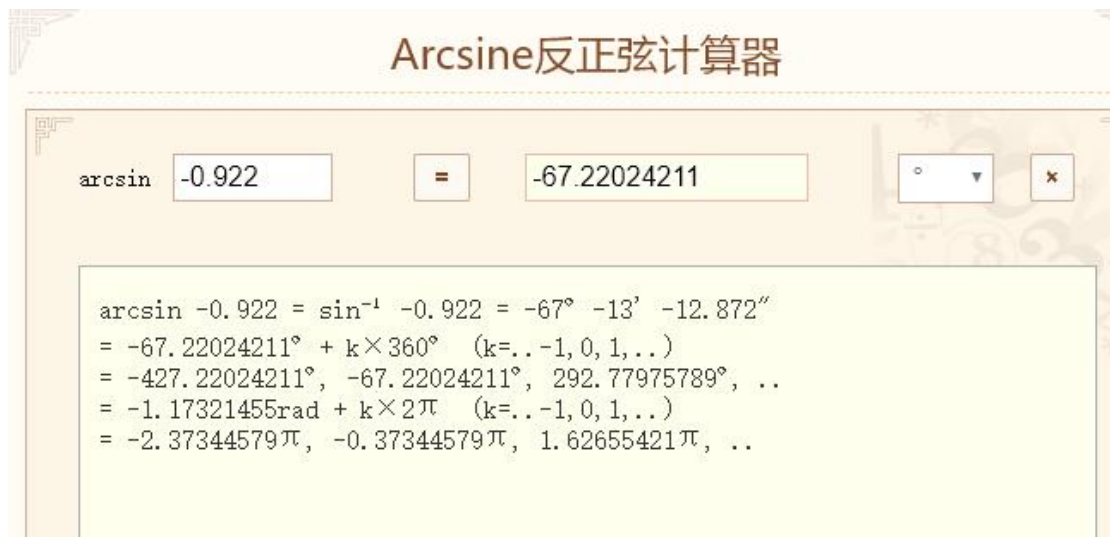 Arcsine反正弦计算器
arcsin -0.922 = -67.22024211 ° ▼ ×
arcsin -0.922 = sin⁻¹ -0.922 = -67° -13′ -12.872″
= -67.22024211° + k×360° (k=..-1,0,1,..)
= -427.22024211°, -67.22024211°, 292.77975789°, ..
= -1.17321455rad + k×2π (k=..-1,0,1,..)
= -2.37344579π, -0.37344579π, 1.62655421π, ..